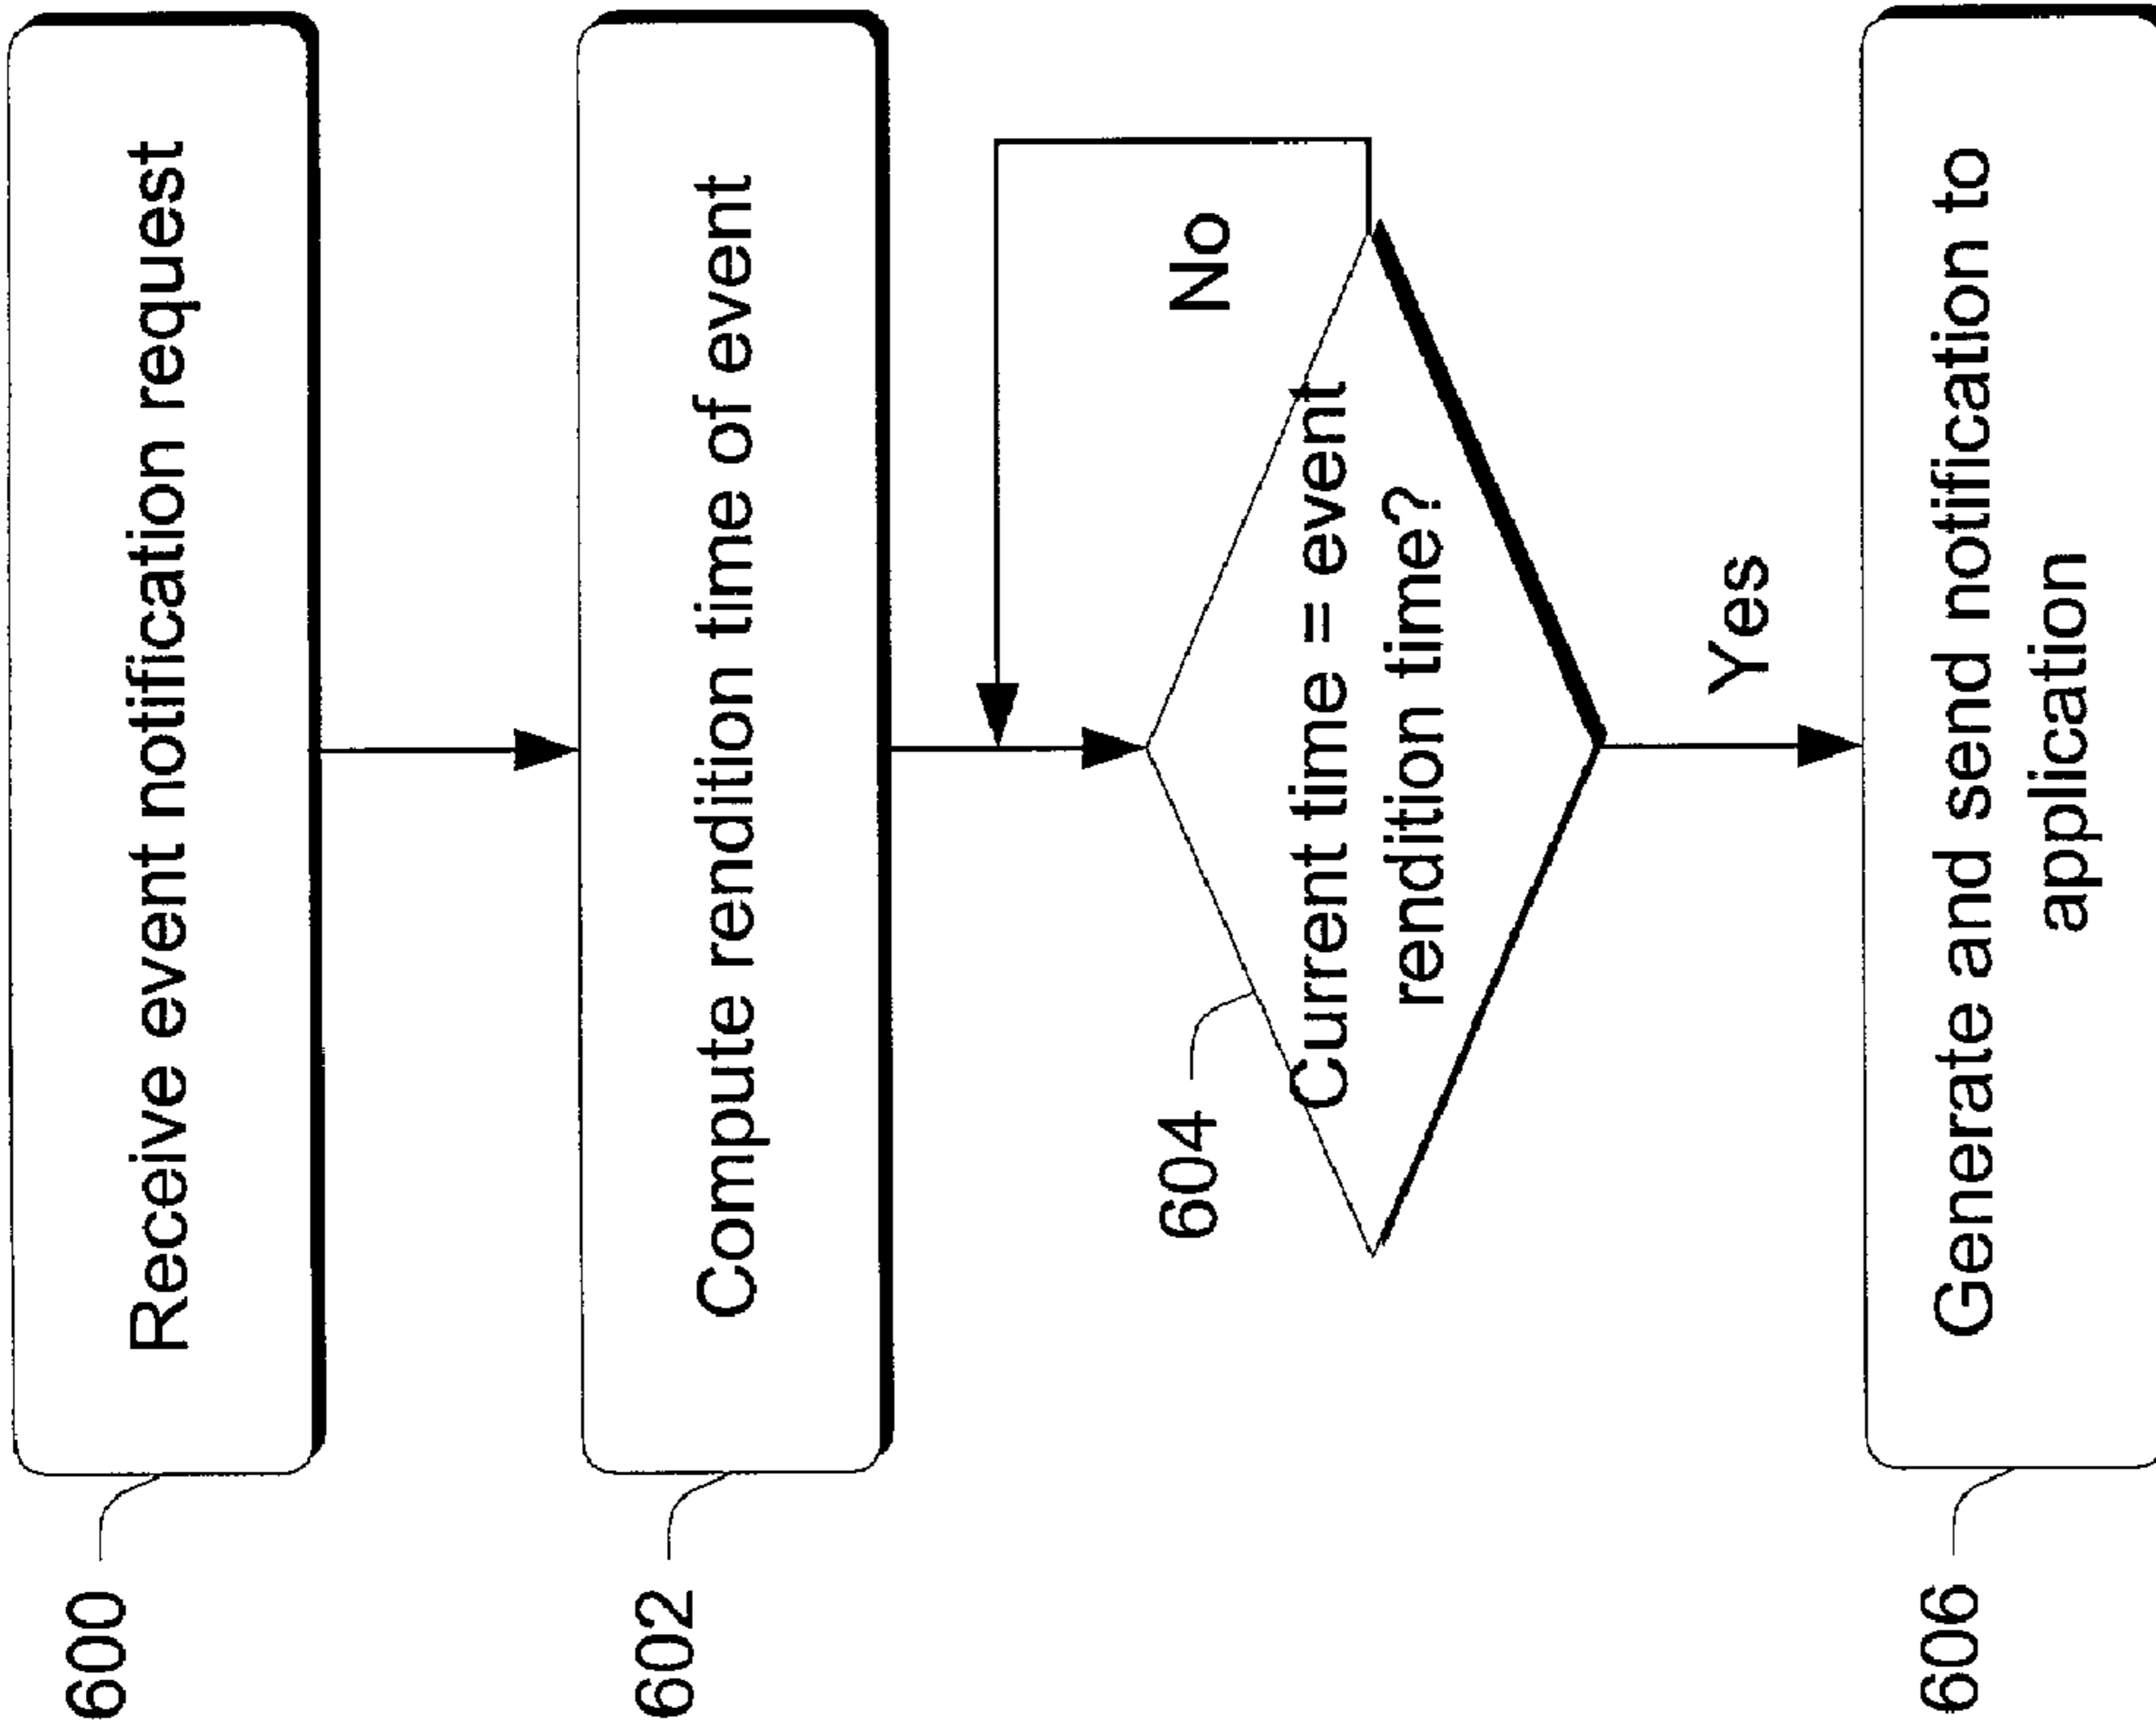 600
Receive event notification request
602
Compute rendition time of event
604
No
Current time = event
rendition time?
Yes
606
Generate and send notification to
application